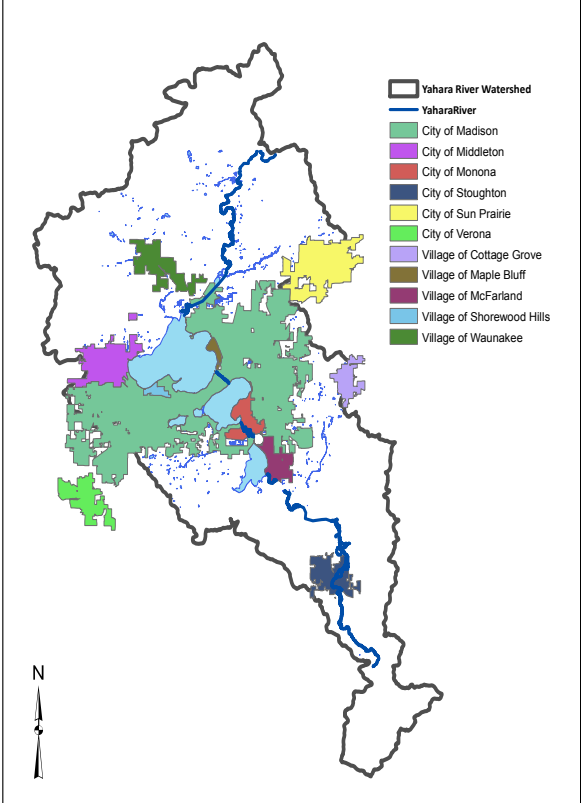 Yahara River Watershed
YaharaRiver
City of Madison
City of Middleton
City of Monona
City of Stoughton
City of Sun Prairie
City of Verona
Village of Cottage Grove
Village of Maple Bluff
Village of McFarland
Village of Shorewood Hills
Village of Waunakee
N